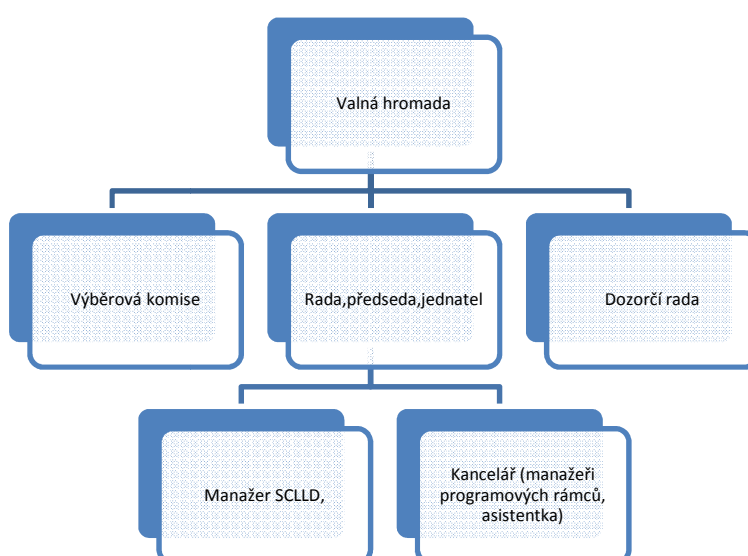 Valná hromada
Výběrová komise
Rada,předseda,jednatel
Dozorčí rada
Manažer SCLLD,
Kancelář (manažeři
programových rámců,
asistentka)